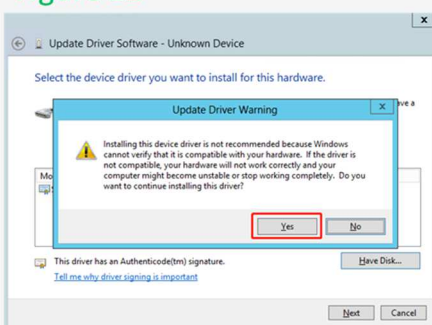 x
Update Driver Software - Unknown Device
Select the device driver you want to install for this hardware.
Update Driver Warning
x
ave a
Installing this device driver is not recommended because Windows
cannot verify that it is compatible with your hardware. If the driver is
not compatible, your hardware will not work correctly and your
computer might become unstable or stop working completely. Do you
want to continue installing this driver?
Mo
Yes No
This driver has an Authenticode(tm) signature.
Have Disk...
Tell me why driver signing is important
Next Cancel